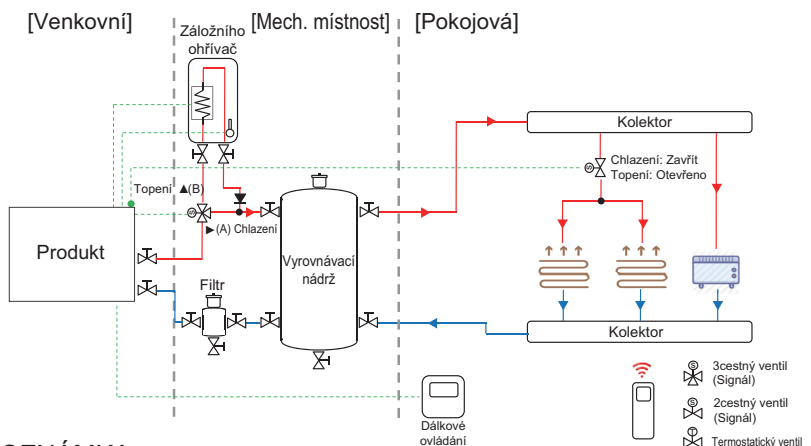 [Venkovní]
[Mech. místnost]
[Pokojová]
Záložního
ohřívač
Kolektor
Chlazení: Zavřít
Topení: Otevřeno
Topení ▲(B)
▶(A) Chlazení
Produkt
Vyrovnávací
nádrž
Filtr
Kolektor
Dálkové
ovládání
S
3cestný ventil
(Signál)
S
2cestný ventil
(Signál)
T
Termostatický ventil